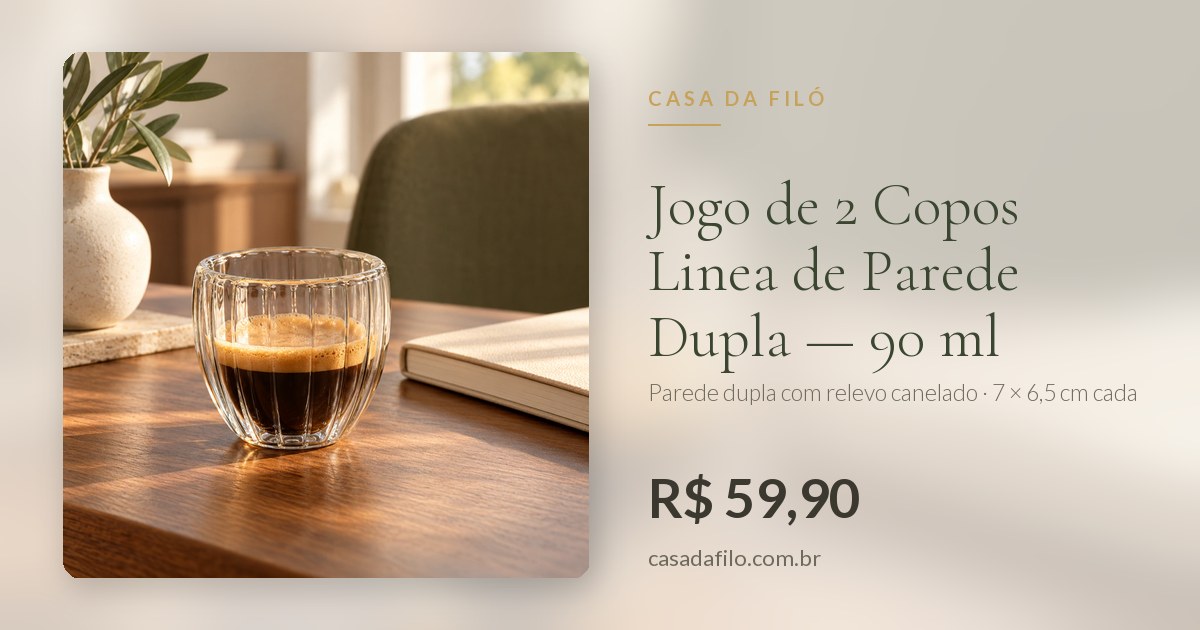 CASA DA FILÓ
Jogo de 2 Copos
Linea de Parede
Dupla — 90 ml
Parede dupla com relevo canelado · 7 × 6,5 cm cada
R$ 59,90
casadafilo.com.br